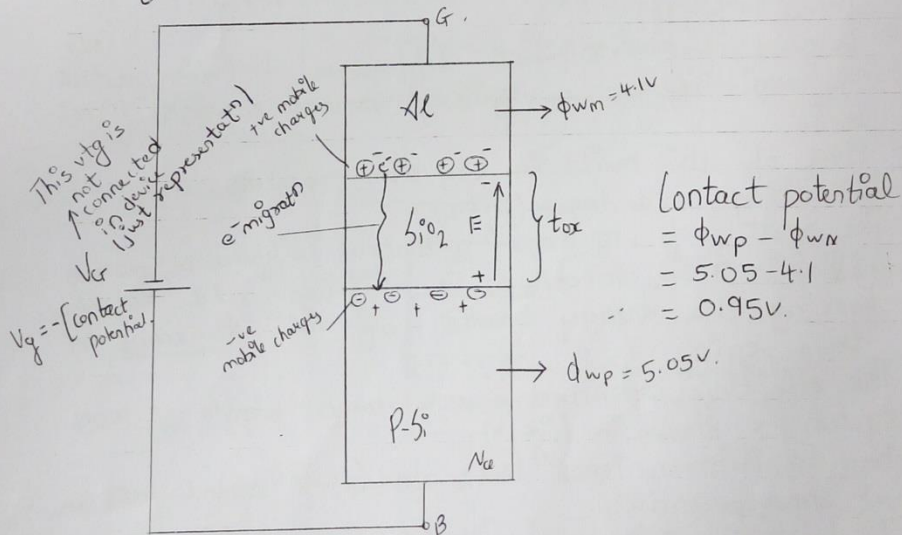 G.
Al
→ φwm = 4.1v
+ve mobile
charges
This vtg is
not
connected
in device
(just representatn)
VG
Vg = -[Contact
potential.
⊕⁻ e⁻ ⊕⁻ ⊕⁻ ⊕⁻
e⁻migratn
SiO2
E
-
+
tox
Contact potential
= φwp - φwN
= 5.05-4.1
= 0.95v.
⊖ ⊖ ⊖ ⊖
+ + + +
-ve
mobile charges
→ φwp = 5.05v.
P-Si
Na
B